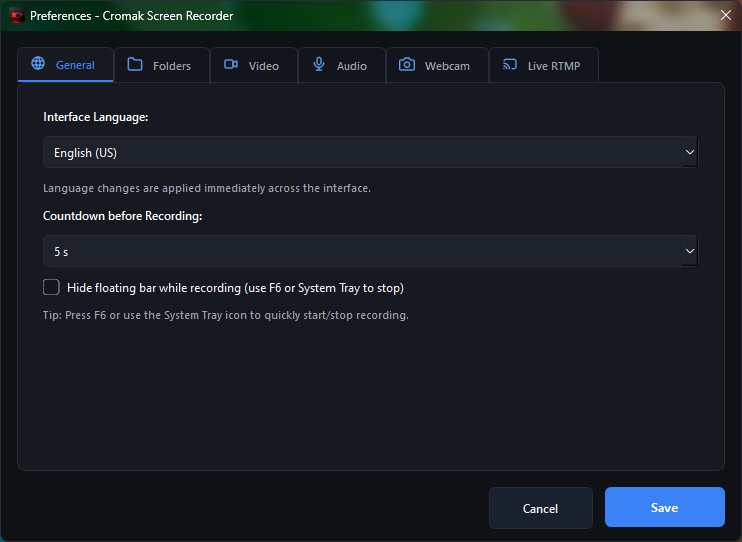 Preferences - Cromak Screen Recorder
General
Folders
Video
Audio
Webcam
Live RTMP
Interface Language:
English (US)
Language changes are applied immediately across the interface.
Countdown before Recording:
5 s
Hide floating bar while recording (use F6 or System Tray to stop)
Tip: Press F6 or use the System Tray icon to quickly start/stop recording.
Cancel
Save